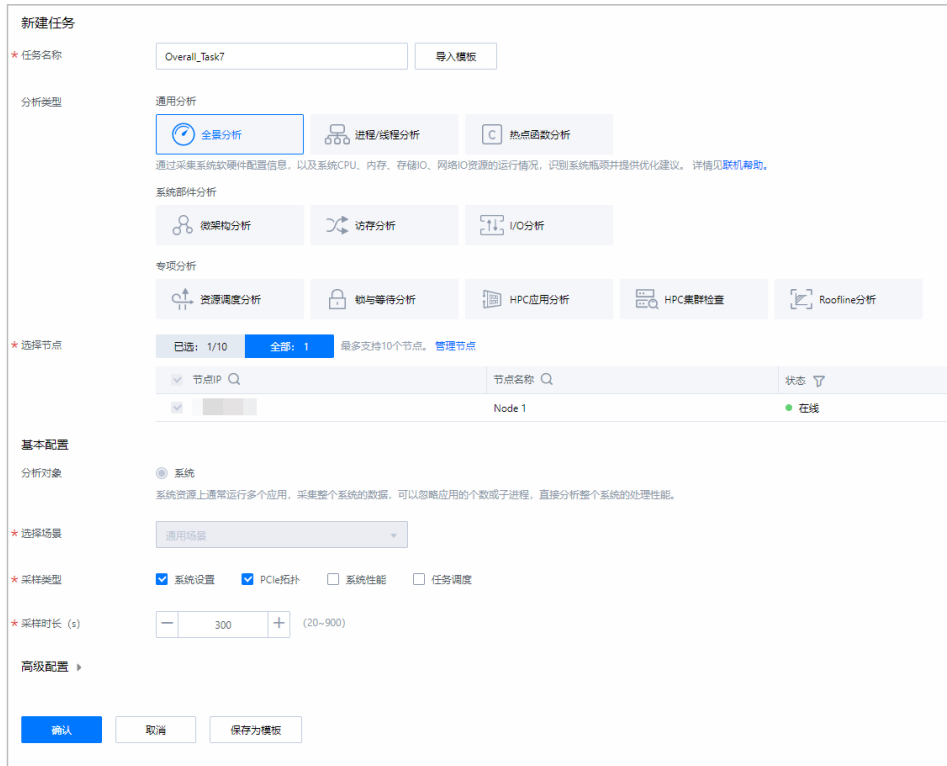 新建任务
* 任务名称 Overall_Task7 导入模板
分析类型 通用分析
全景分析 进程/线程分析 C 热点函数分析
通过采集系统软硬件配置信息，以及系统CPU、内存、存储IO、网络IO资源的运行情况，识别系统瓶颈并提供优化建议。 详情见联机帮助。
系统部件分析
微架构分析 访存分析 I/O分析
专项分析
资源调度分析 锁与等待分析 HPC应用分析 HPC集群检查 Roofline分析
* 选择节点 已选：1/10 全部：1 最多支持10个节点。 管理节点
节点IP 节点名称 状态
Node 1 在线
基本配置
分析对象 系统
系统资源上通常运行多个应用，采集整个系统的数据，可以忽略应用的个数或子进程，直接分析整个系统的处理性能。
* 选择场景 通用场景
* 采样类型 系统设置 PCIe拓扑 系统性能 任务调度
* 采样时长（s） 300 (20~900)
高级配置
确认 取消 保存为模板